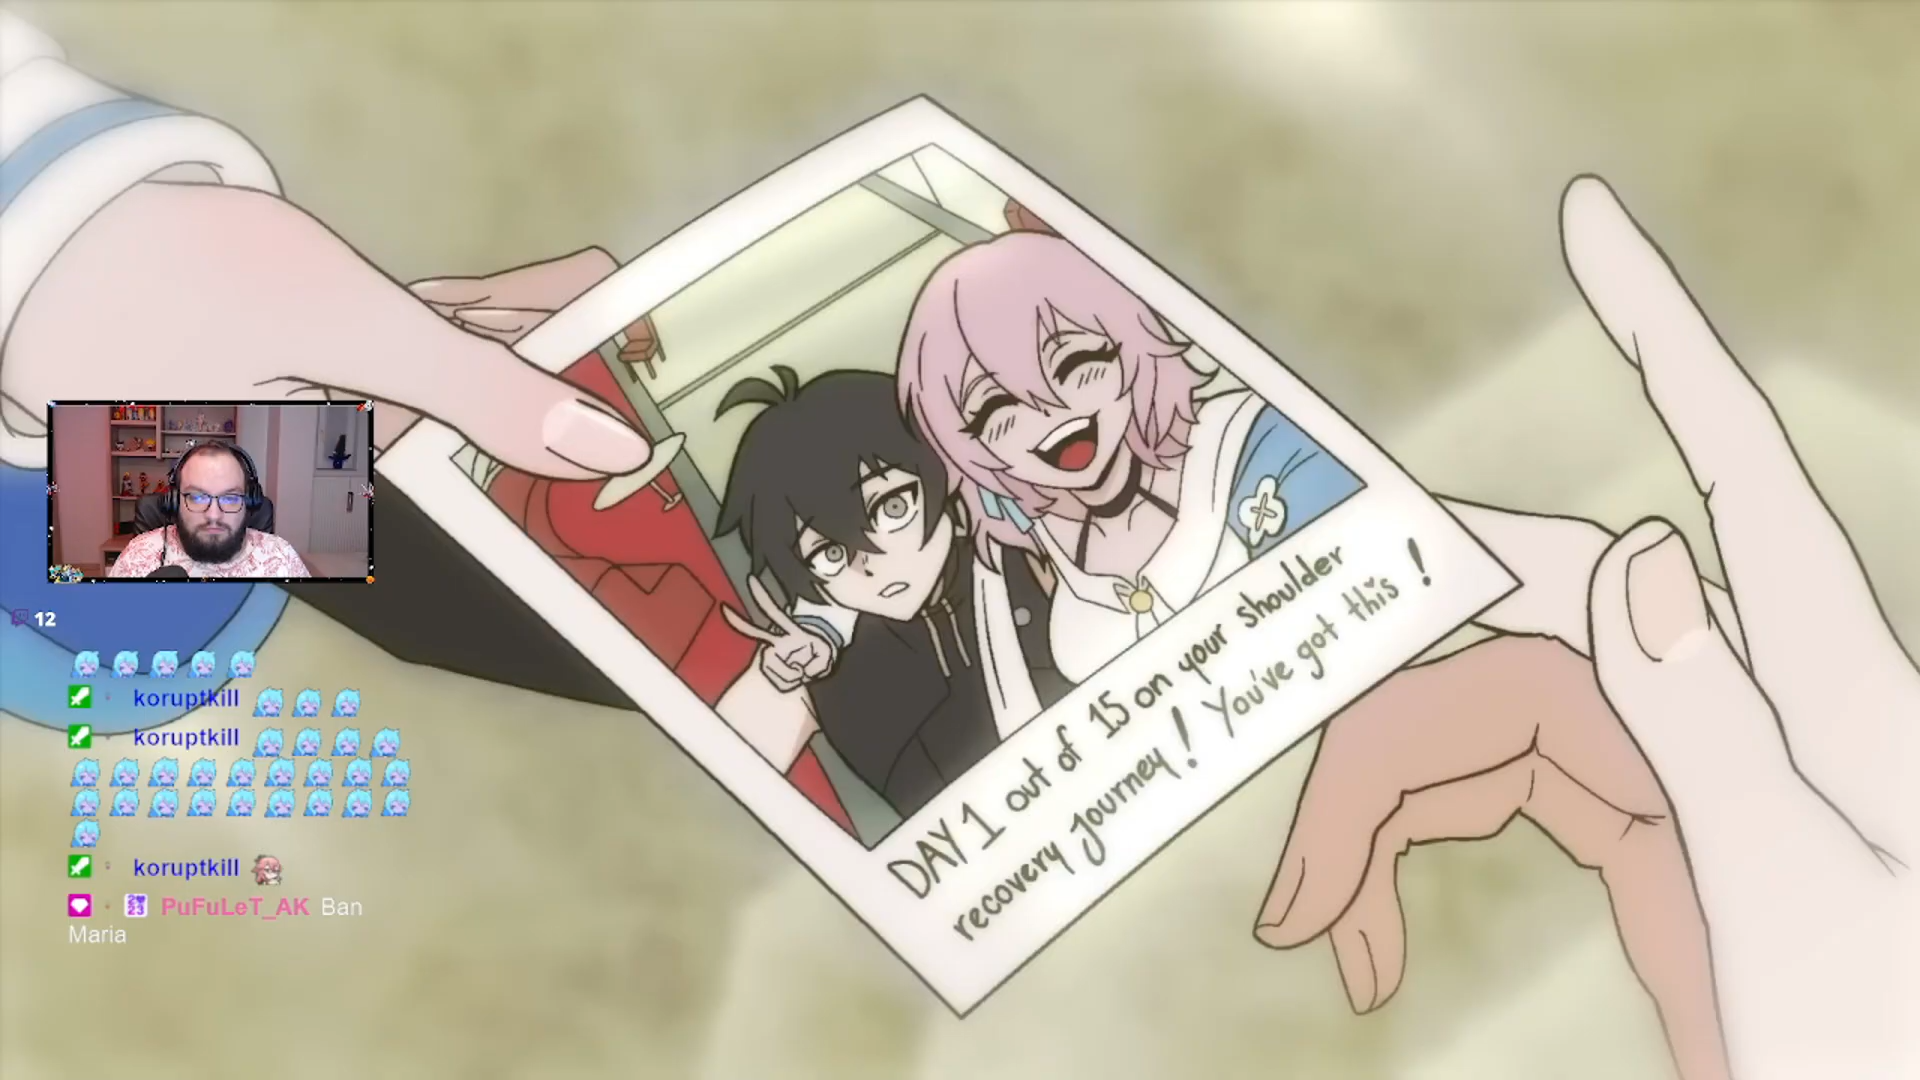 DAY 1 out of 15 on your shoulder
recovery journey! You've got this!
12
koruptkill
koruptkill
koruptkill
PuFuLeT_AK Ban
Maria